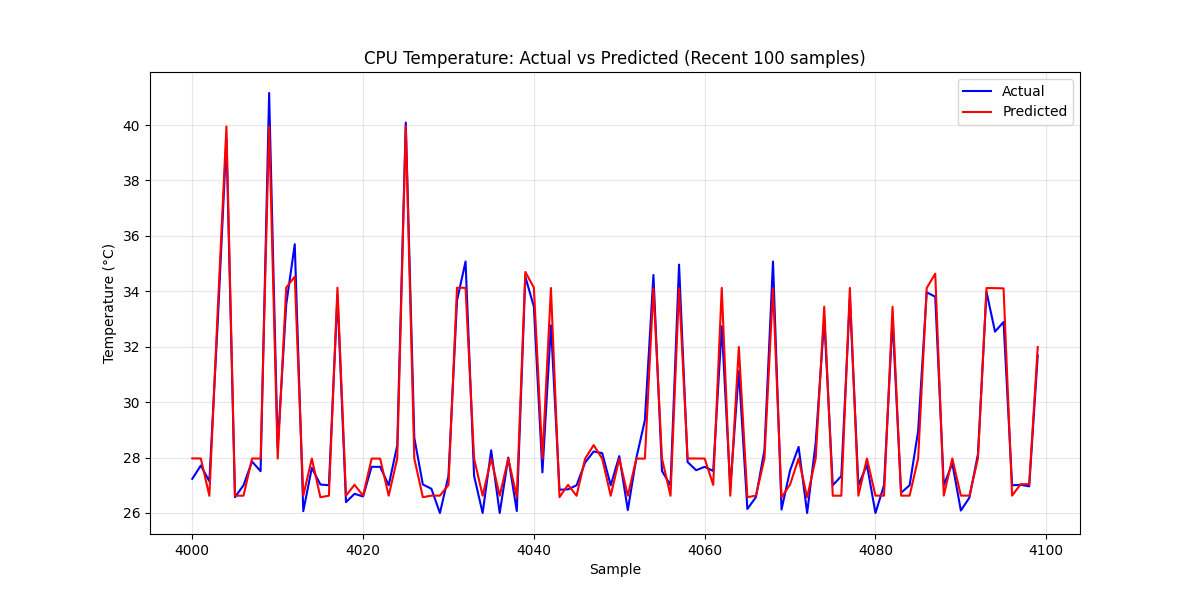 CPU Temperature: Actual vs Predicted (Recent 100 samples)
Actual
Predicted
Temperature (°C)
40
38
36
34
32
30
28
26
4000
4020
4040
4060
4080
4100
Sample